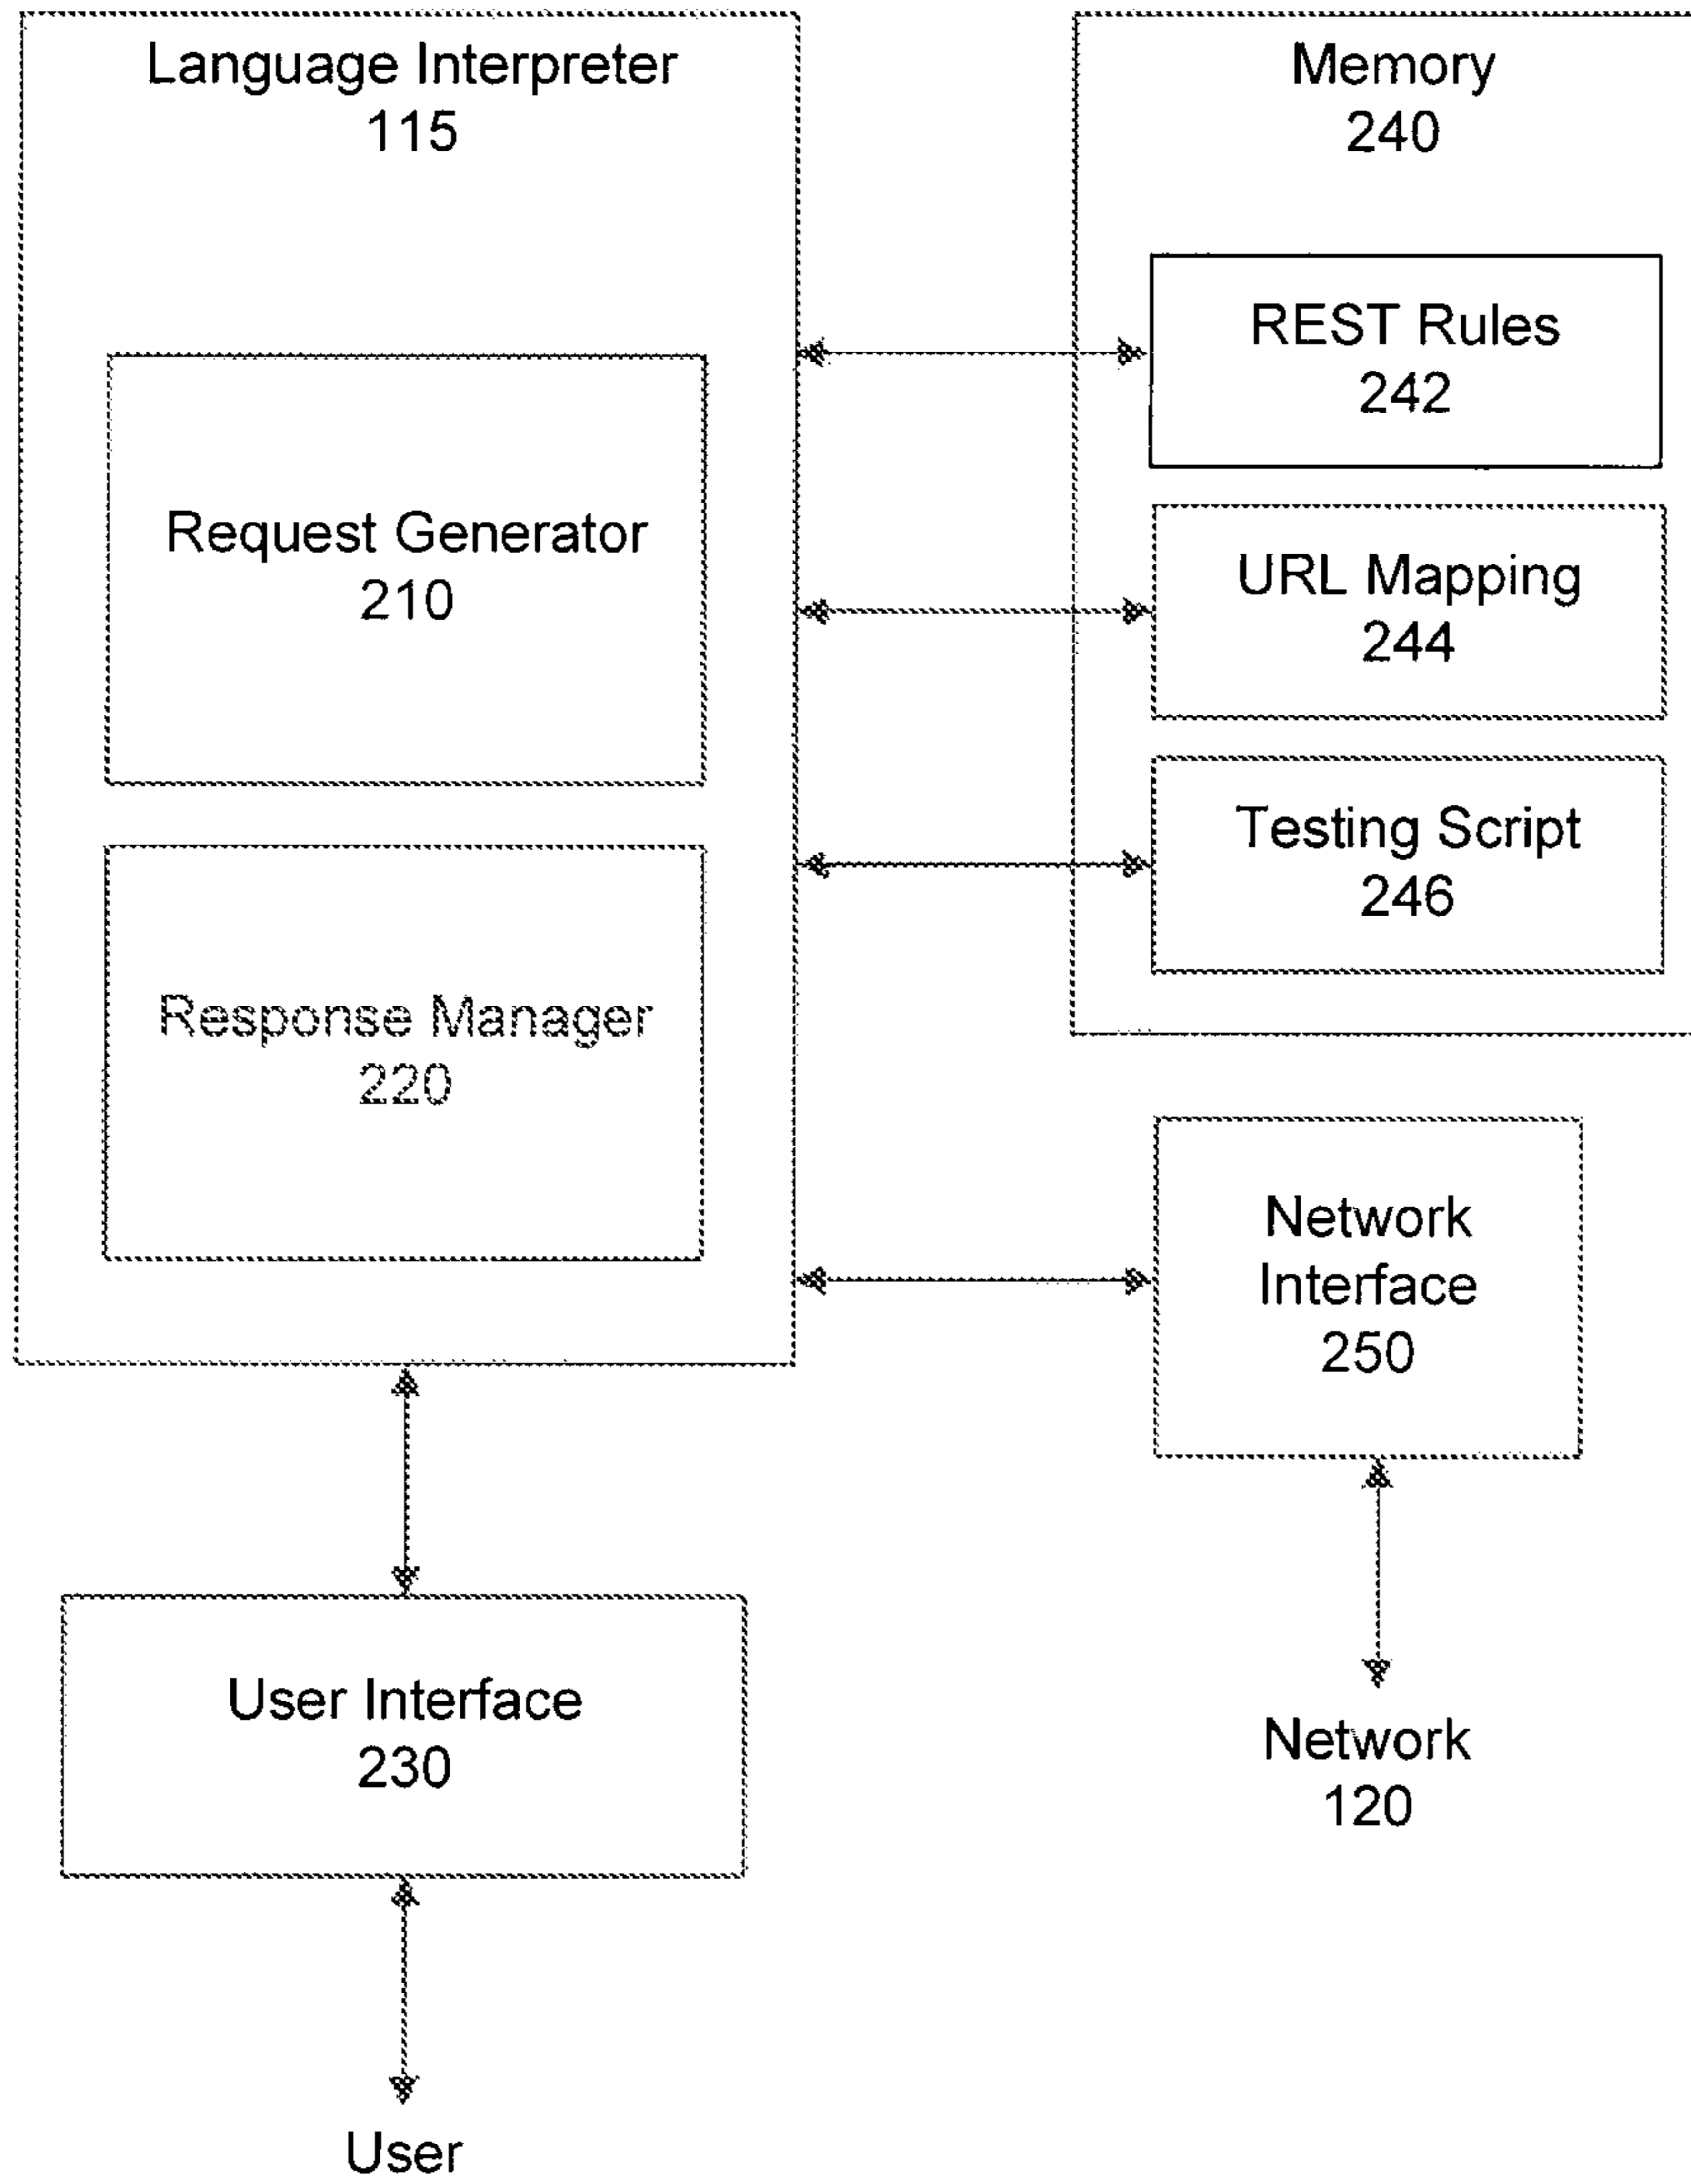 Language Interpreter
115
Request Generator
210
Response Manager
220
Memory
240
REST Rules
242
URL Mapping
244
Testing Script
246
Network
Interface
250
User Interface
230
Network
120
User